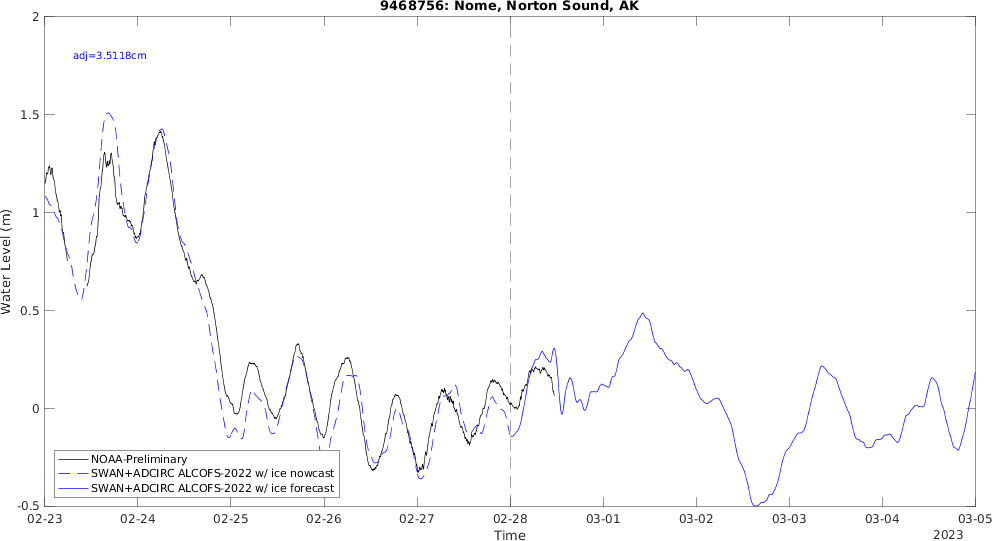 9468756: Nome, Norton Sound, AK
adj=3.5118cm
Water Level (m)
2
1.5
1
0.5
0
-0.5
NOAA-Preliminary
SWAN+ADCIRC ALCOFS-2022 w/ ice nowcast
SWAN+ADCIRC ALCOFS-2022 w/ ice forecast
02-23 02-24 02-25 02-26 02-27 02-28 03-01 03-02 03-03 03-04 03-05
Time
2023